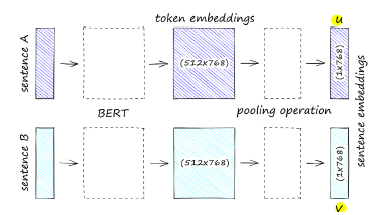 token embeddings
u
sentence A
(512x768)
(1x768)
BERT
pooling operation
sentence embeddings
sentence B
(512x768)
(1x768)
v